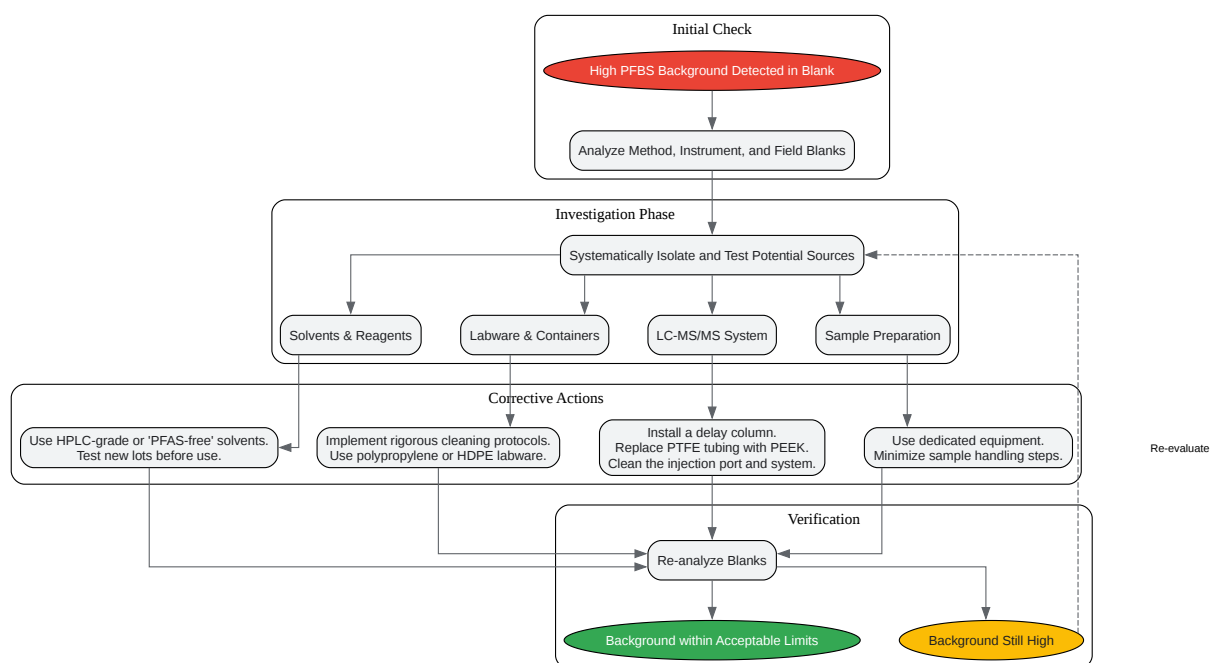 Initial Check
High PFBS Background Detected in Blank
Analyze Method, Instrument, and Field Blanks
Investigation Phase
Systematically Isolate and Test Potential Sources
Solvents & Reagents
Labware & Containers
LC-MS/MS System
Sample Preparation
Corrective Actions
Use HPLC-grade or 'PFAS-free' solvents.
Test new lots before use.
Implement rigorous cleaning protocols.
Use polypropylene or HDPE labware.
Install a delay column.
Replace PTFE tubing with PEEK.
Clean the injection port and system.
Use dedicated equipment.
Minimize sample handling steps.
Re-evaluate
Verification
Re-analyze Blanks
Background within Acceptable Limits
Background Still High